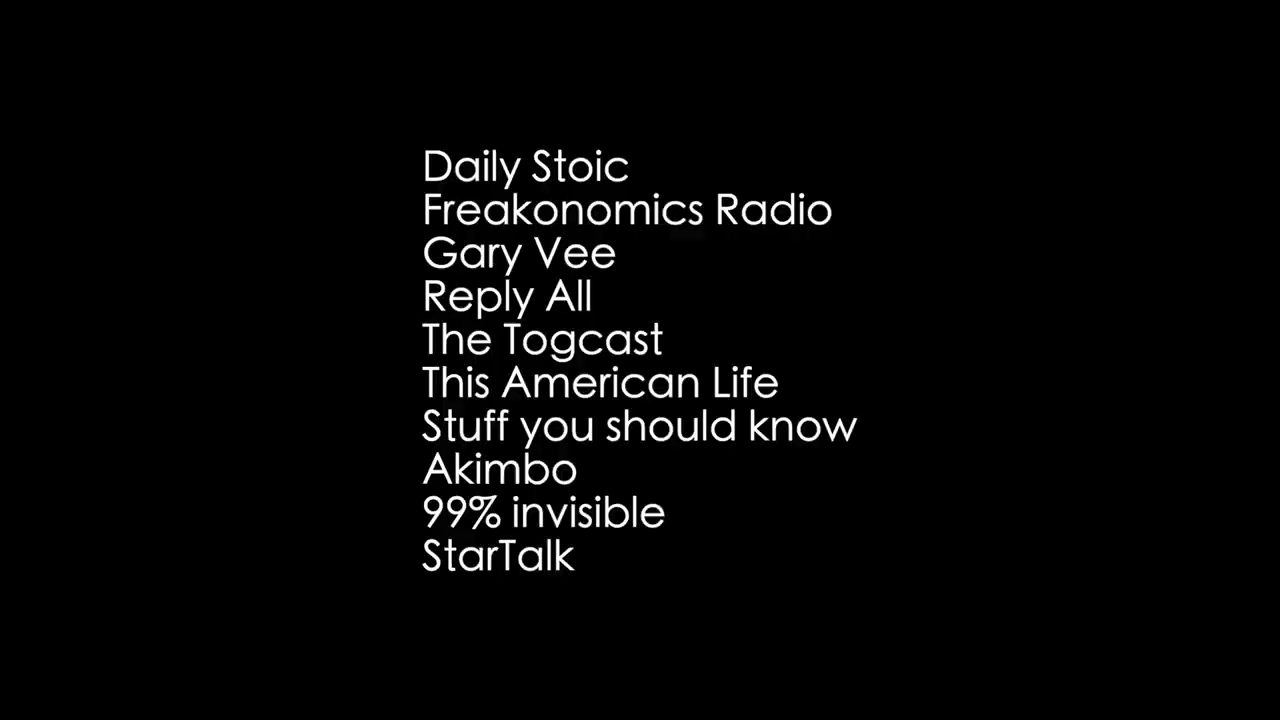 Daily Stoic
Freakonomics Radio
Gary Vee
Reply All
The Togcast
This American Life
Stuff you should know
Akimbo
99% invisible
StarTalk